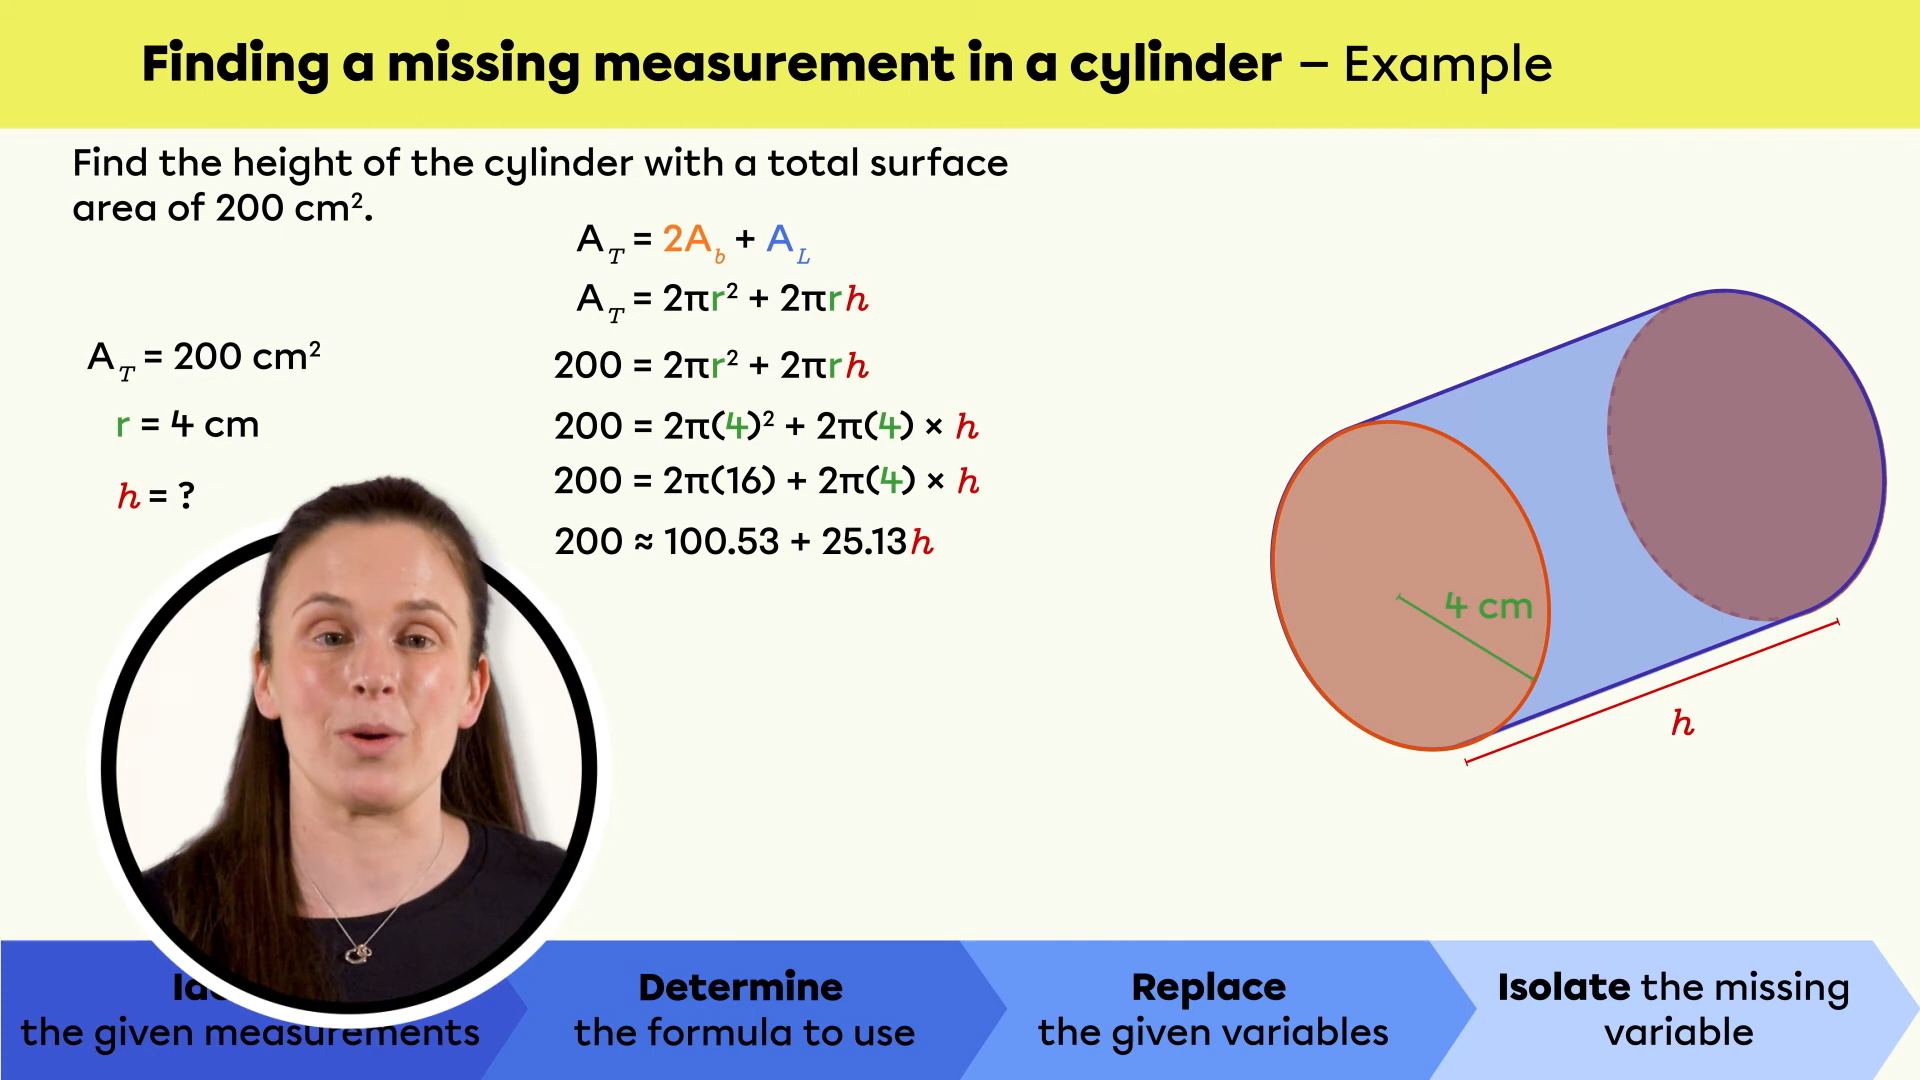 Finding a missing measurement in a cylinder – Example
Find the height of the cylinder with a total surface
area of 200 cm².
A_T = 2A_b + A_L
A_T = 2πr² + 2πrh
A_T = 200 cm²
200 = 2πr² + 2πrh
r = 4 cm
200 = 2π(4)² + 2π(4) × h
200 = 2π(16) + 2π(4) × h
h = ?
200 ≈ 100.53 + 25.13h
4 cm
h
the given measurements
Determine
the formula to use
Replace
the given variables
Isolate the missing
variable